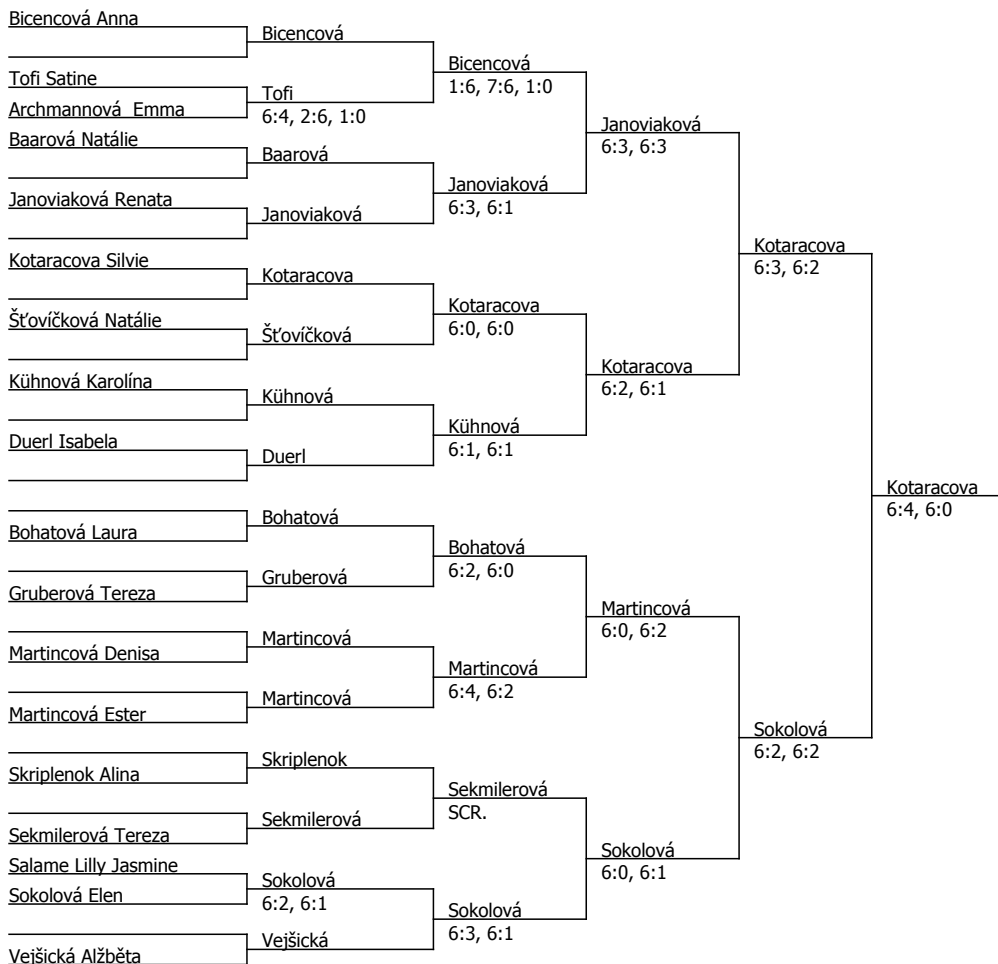 Bicencová Anna
Tofi Satine
Archmannová  Emma
Baarová Natálie
Janoviaková Renata
Kotaracova Silvie
Šťovíčková Natálie
Kühnová Karolína
Duerl Isabela
Bohatová Laura
Gruberová Tereza
Martincová Denisa
Martincová Ester
Skriplenok Alina
Sekmilerová Tereza
Salame Lilly Jasmine
Sokolová Elen
Vejšická Alžběta
Bicencová
Tofi
6:4, 2:6, 1:0
Baarová
Janoviaková
Kotaracova
Šťovíčková
Kühnová
Duerl
Bohatová
Gruberová
Martincová
Martincová
Skriplenok
Sekmilerová
Sokolová
6:2, 6:1
Vejšická
Bicencová
1:6, 7:6, 1:0
Janoviaková
6:3, 6:1
Kotaracova
6:0, 6:0
Kühnová
6:1, 6:1
Bohatová
6:2, 6:0
Martincová
6:4, 6:2
Sekmilerová
SCR.
Sokolová
6:3, 6:1
Janoviaková
6:3, 6:3
Kotaracova
6:2, 6:1
Martincová
6:0, 6:2
Sokolová
6:0, 6:1
Kotaracova
6:3, 6:2
Sokolová
6:2, 6:2
Kotaracova
6:4, 6:0